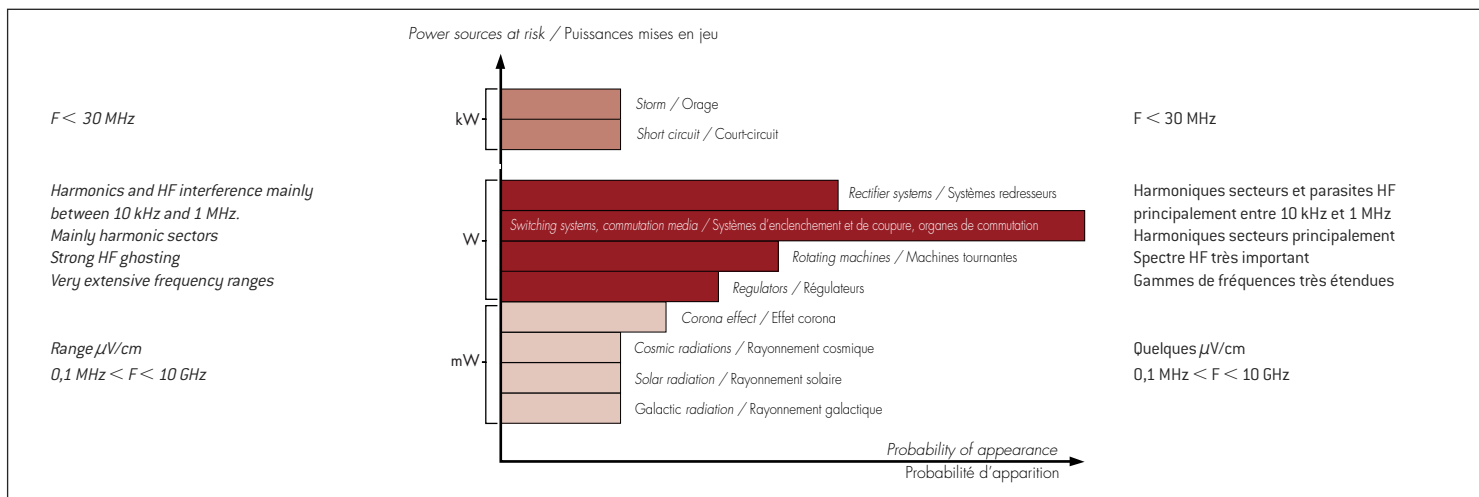 Power sources at risk / Puissances mises en jeu
F < 30 MHz
kW
Storm / Orage
Short circuit / Court-circuit
F < 30 MHz
Harmonics and HF interference mainly
between 10 kHz and 1 MHz.
Mainly harmonic sectors
Strong HF ghosting
Very extensive frequency ranges
W
Rectifier systems / Systèmes redresseurs
Switching systems, commutation media / Systèmes d'enclenchement et de coupure, organes de commutation
Rotating machines / Machines tournantes
Regulators / Régulateurs
Harmoniques secteurs et parasites HF
principalement entre 10 kHz et 1 MHz
Harmoniques secteurs principalement
Spectre HF très important
Gammes de fréquences très étendues
Range µV/cm
0,1 MHz < F < 10 GHz
mW
Corona effect / Effet corona
Cosmic radiations / Rayonnement cosmique
Solar radiation / Rayonnement solaire
Galactic radiation / Rayonnement galactique
Quelques µV/cm
0,1 MHz < F < 10 GHz
Probability of appearance
Probabilité d'apparition